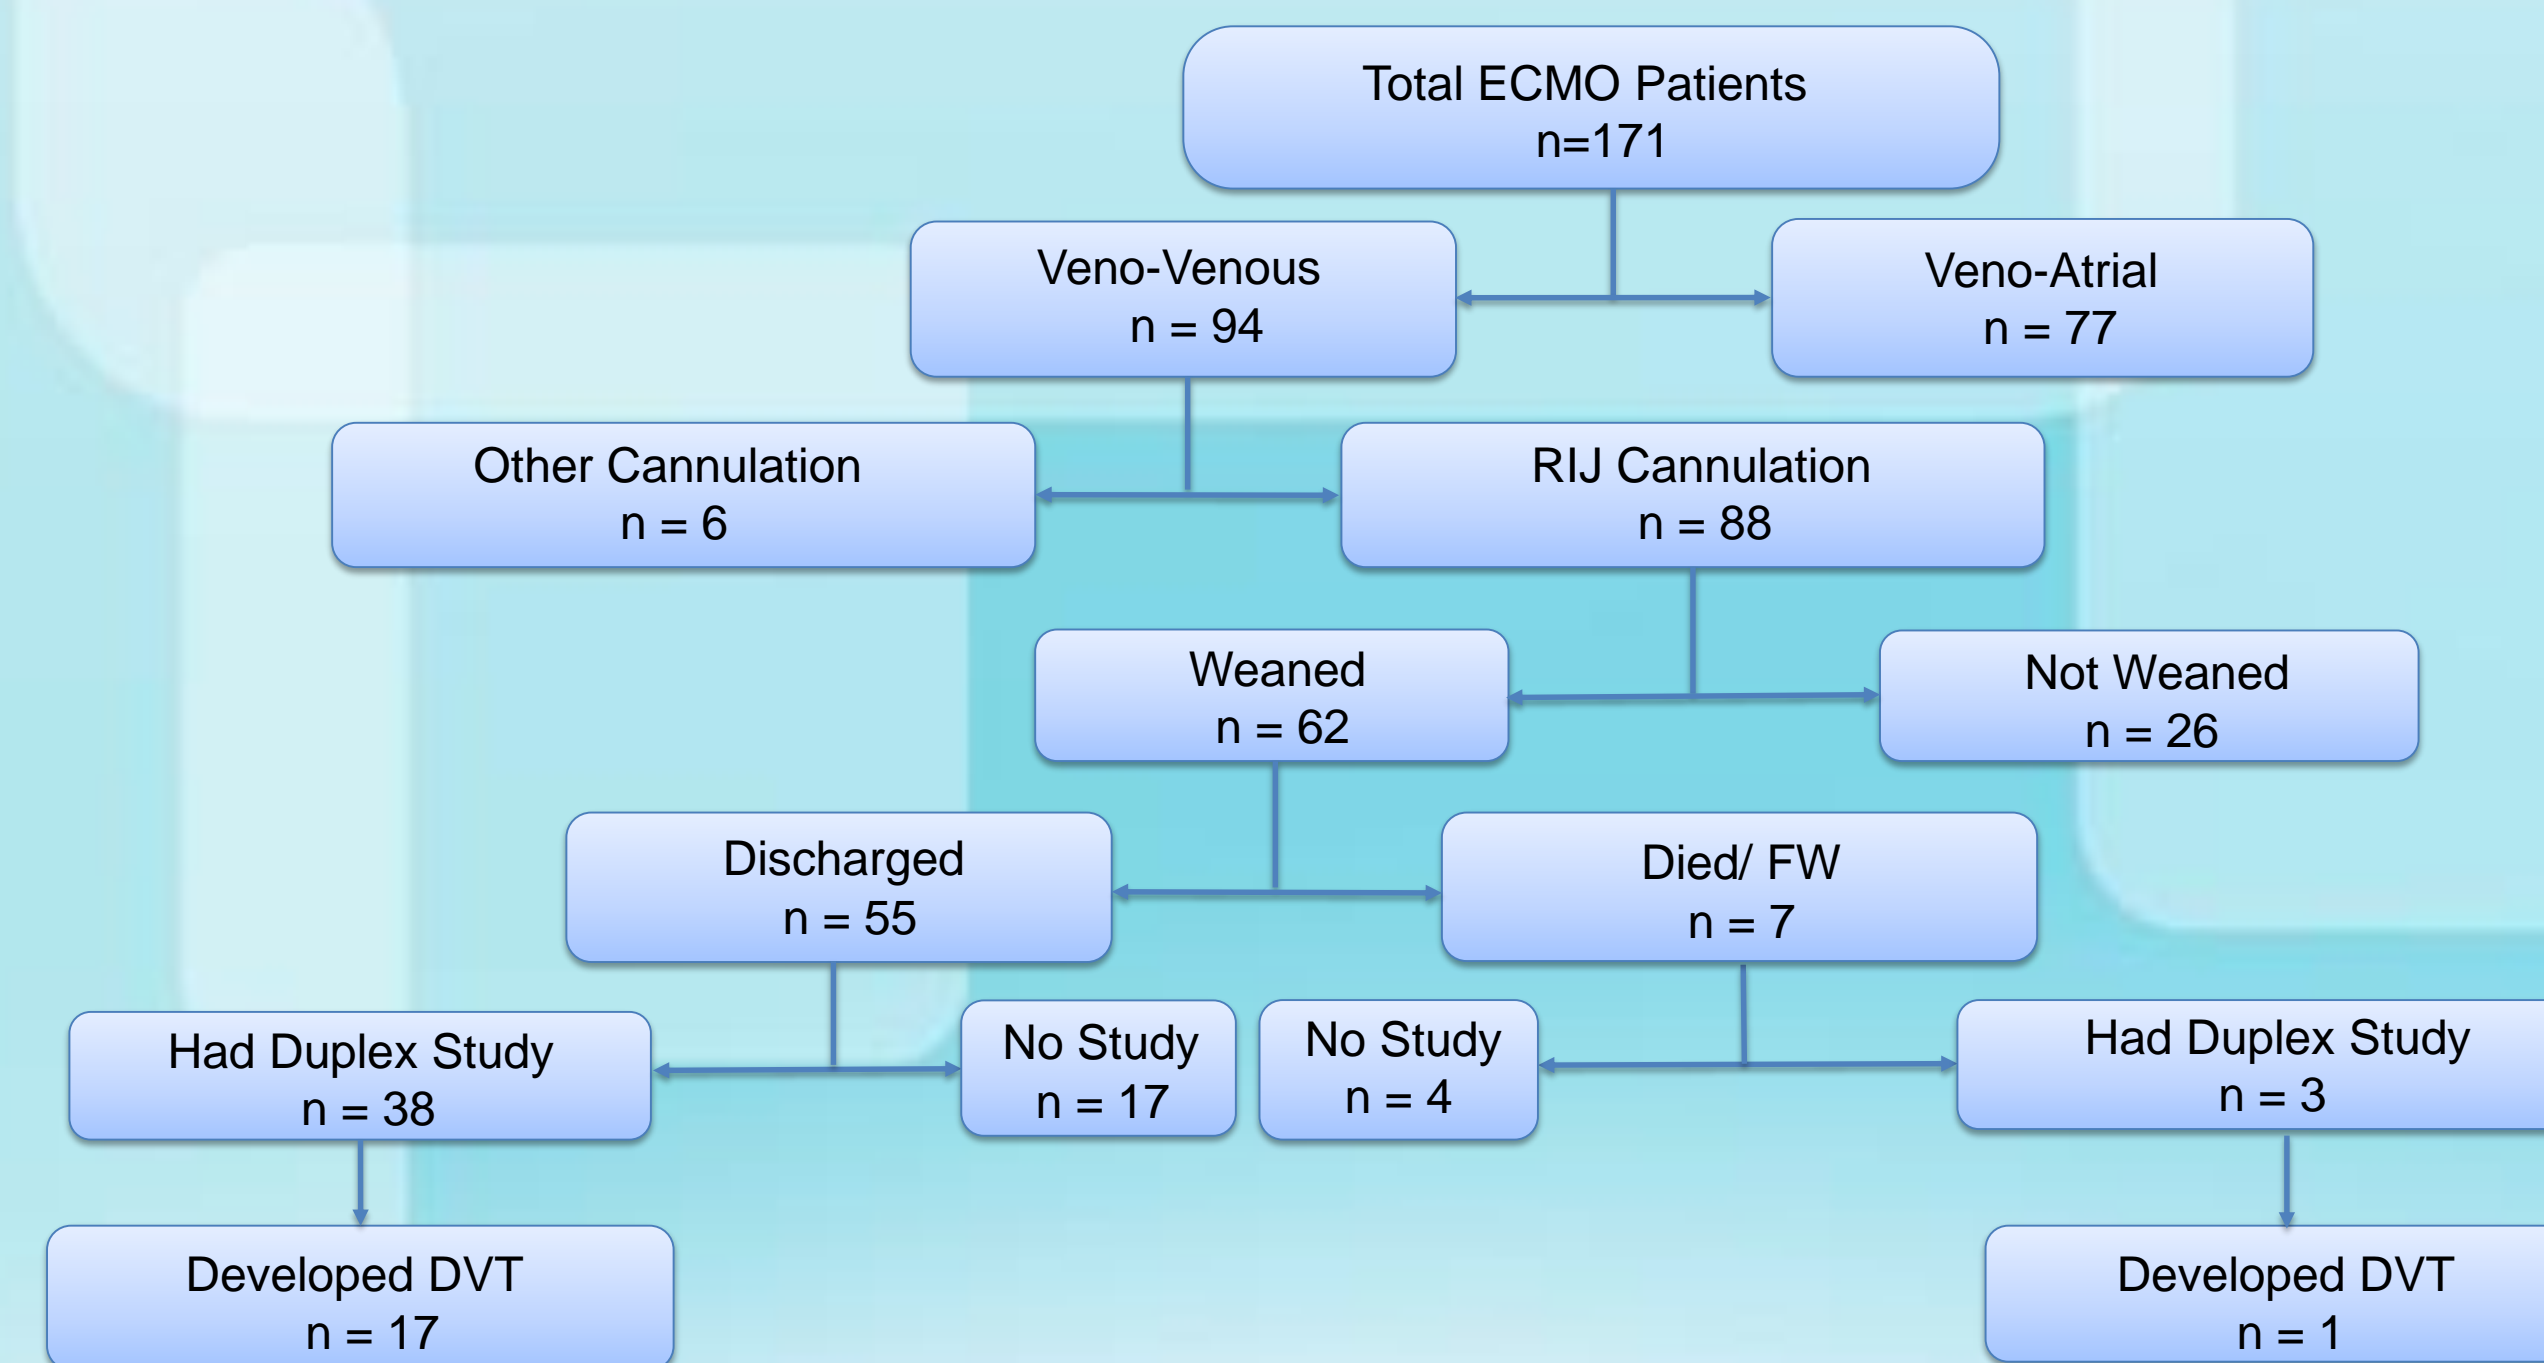 Total ECMO Patients
n=171
Veno-Venous
n = 94
Veno-Atrial
n = 77
Other Cannulation
n = 6
RIJ Cannulation
n = 88
Weaned
n = 62
Not Weaned
n = 26
Discharged
n = 55
Died/ FW
n = 7
Had Duplex Study
n = 38
No Study
n = 17
No Study
n = 4
Had Duplex Study
n = 3
Developed DVT
n = 17
Developed DVT
n = 1